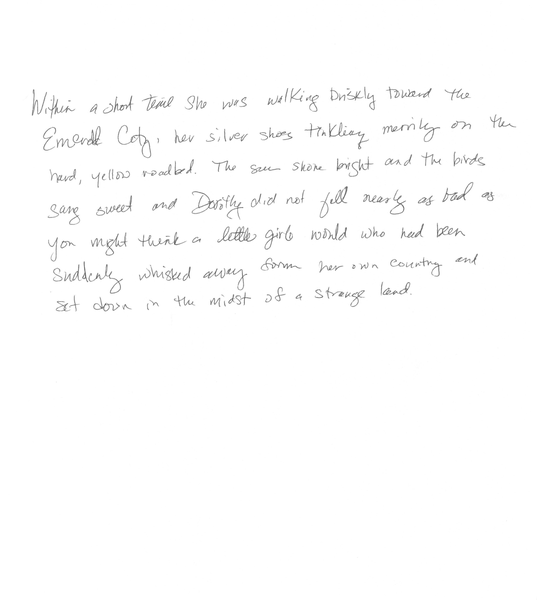 Within a short time she was walking briskly toward the
Emerald City, her silver shoes tinkling merrily on the
hard, yellow roadbed. The sun shone bright and the birds
sang sweet and Dorothy did not fell nearly as bad as
you might think a little girls would who had been
suddenly whisked away form her own country and
set down in the midst of a strange land.